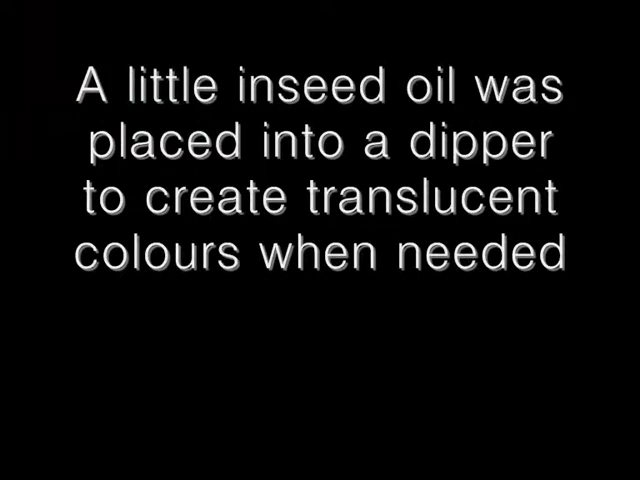 A little inseed oil was
placed into a dipper
to create translucent
colours when needed